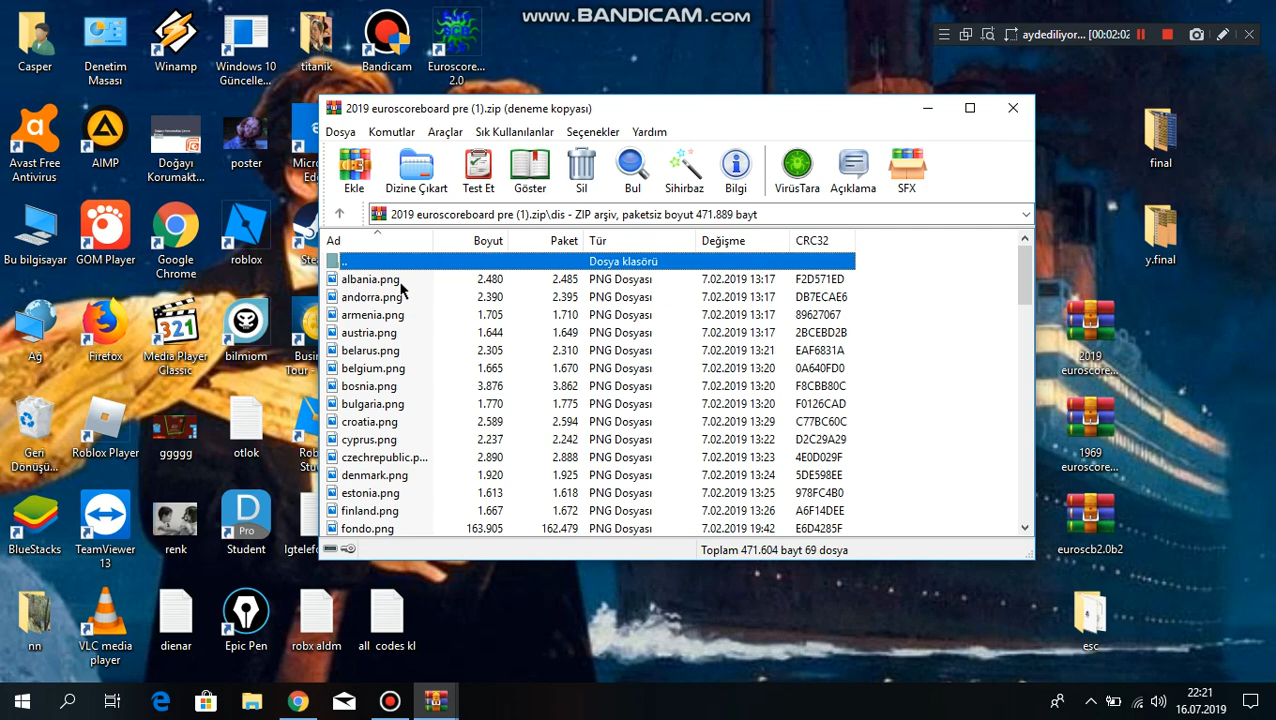 www.BANDICAM.com
aydediliyor... [00:02:02
Casper
Denetim Masası
Winamp
Windows 10 Güncelle...
titanik
Bandicam
Eurosce... 2.0
Avast Free Antivirus
AIMP
Doğayı Korumakt...
poster
Bu bilgisayar
GOM Player
Google Chrome
roblox
Ağ
Firefox
Media Player Classic
bilmiom
Geri Dönüşü...
Roblox Player
ggggg
otlok
BlueStacks
TeamViewer 13
renk
Student
nn
VLC media player
dienar
Epic Pen
robx aldm
all codes kl
final
y.final
2019 euroscore...
1969 euroscore...
euroscb2.0b2
esc
2019 euroscoreboard pre (1).zip (deneme kopyası)
Dosya Komutlar Araçlar Sık Kullanılanlar Seçenekler Yardım
Ekle Dizine Çıkart Test Et Göster Sil Bul Sihirbaz Bilgi VirüsTara Açıklama SFX
2019 euroscoreboard pre (1).zip\dis - ZIP arşiv, paketsiz boyut 471.889 bayt
Ad Boyut Paket Tür Değişme CRC32
.. Dosya klasörü
albania.png 2.480 2.485 PNG Dosyası 7.02.2019 13:17 F2D571ED
andorra.png 2.390 2.395 PNG Dosyası 7.02.2019 13:17 DB7ECAE6
armenia.png 1.705 1.710 PNG Dosyası 7.02.2019 13:17 89627067
austria.png 1.644 1.649 PNG Dosyası 7.02.2019 13:17 2BCEBD2B
belarus.png 2.305 2.310 PNG Dosyası 7.02.2019 13:21 EAF6831A
belgium.png 1.665 1.670 PNG Dosyası 7.02.2019 13:20 0A640FD0
bosnia.png 3.876 3.862 PNG Dosyası 7.02.2019 13:20 F8CBB80C
bulgaria.png 1.770 1.775 PNG Dosyası 7.02.2019 13:20 F0126CAD
croatia.png 2.589 2.594 PNG Dosyası 7.02.2019 13:21 C77BC60C
cyprus.png 2.237 2.242 PNG Dosyası 7.02.2019 13:22 D2C29A29
czechrepublic.p... 2.890 2.888 PNG Dosyası 7.02.2019 13:23 4E0D029F
denmark.png 1.920 1.925 PNG Dosyası 7.02.2019 13:24 5DE598EE
estonia.png 1.613 1.618 PNG Dosyası 7.02.2019 13:25 978FC4B0
finland.png 1.667 1.672 PNG Dosyası 7.02.2019 13:26 A6F14DEE
fondo.png 163.905 162.479 PNG Dosyası 7.02.2019 19:42 E6D4285F
Toplam 471.604 bayt 69 dosya
22:21
16.07.2019